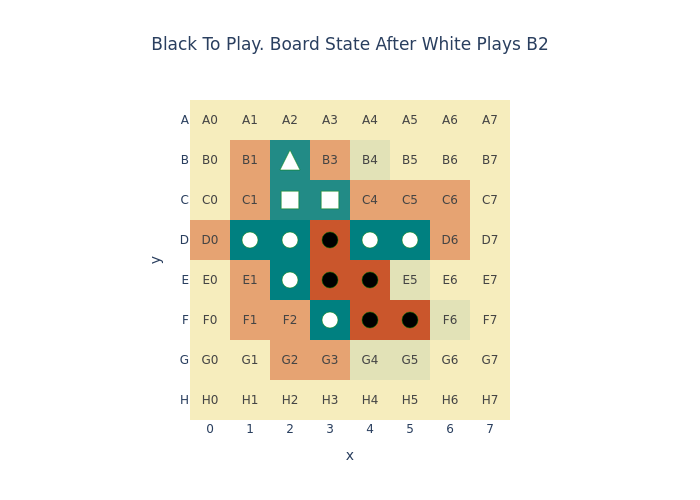 Black To Play. Board State After White Plays B2
A A0 A1 A2 A3 A4 A5 A6 A7
B B0 B1 B3 B4 B5 B6 B7
C C0 C1 C4 C5 C6 C7
D D0 D6 D7
y
E E0 E1 E5 E6 E7
F F0 F1 F2 F6 F7
G G0 G1 G2 G3 G4 G5 G6 G7
H H0 H1 H2 H3 H4 H5 H6 H7
0 1 2 3 4 5 6 7
x